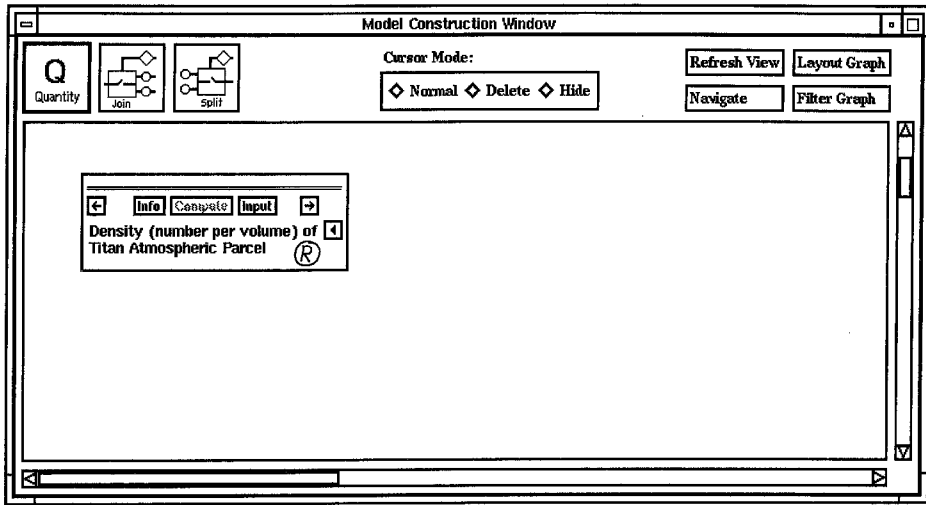 Model Construction Window
Q
Quantity
Join
Split
Cursor Mode:
Normal Delete Hide
Refresh View Layout Graph
Navigate Filter Graph
Info Compute Input
Density (number per volume) of
Titan Atmospheric Parcel
R